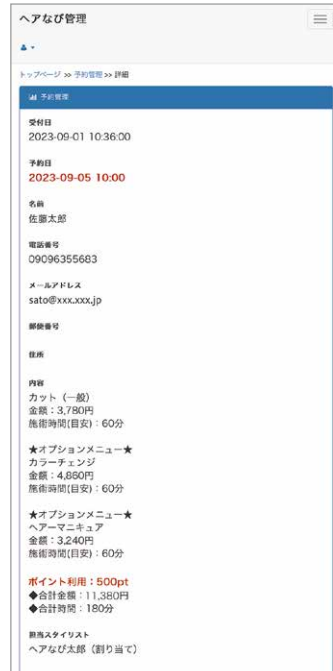 ヘアなび管理
トップページ >> 予約管理 >> 詳細
予約管理
受付日
2023-09-01 10:36:00
予約日
2023-09-05 10:00
名前
佐藤太郎
電話番号
09096355683
メールアドレス
sato@xxx.xxx.jp
郵便番号
住所
内容
カット（一般）
金額：3,780円
施術時間(目安)：60分
★オプションメニュー★
カラーチェンジ
金額：4,860円
施術時間(目安)：60分
★オプションメニュー★
ヘアーマニキュア
金額：3,240円
施術時間(目安)：60分
ポイント利用：500pt
◆合計金額：11,380円
◆合計時間：180分
担当スタイリスト
ヘアなび太郎（割り当て）